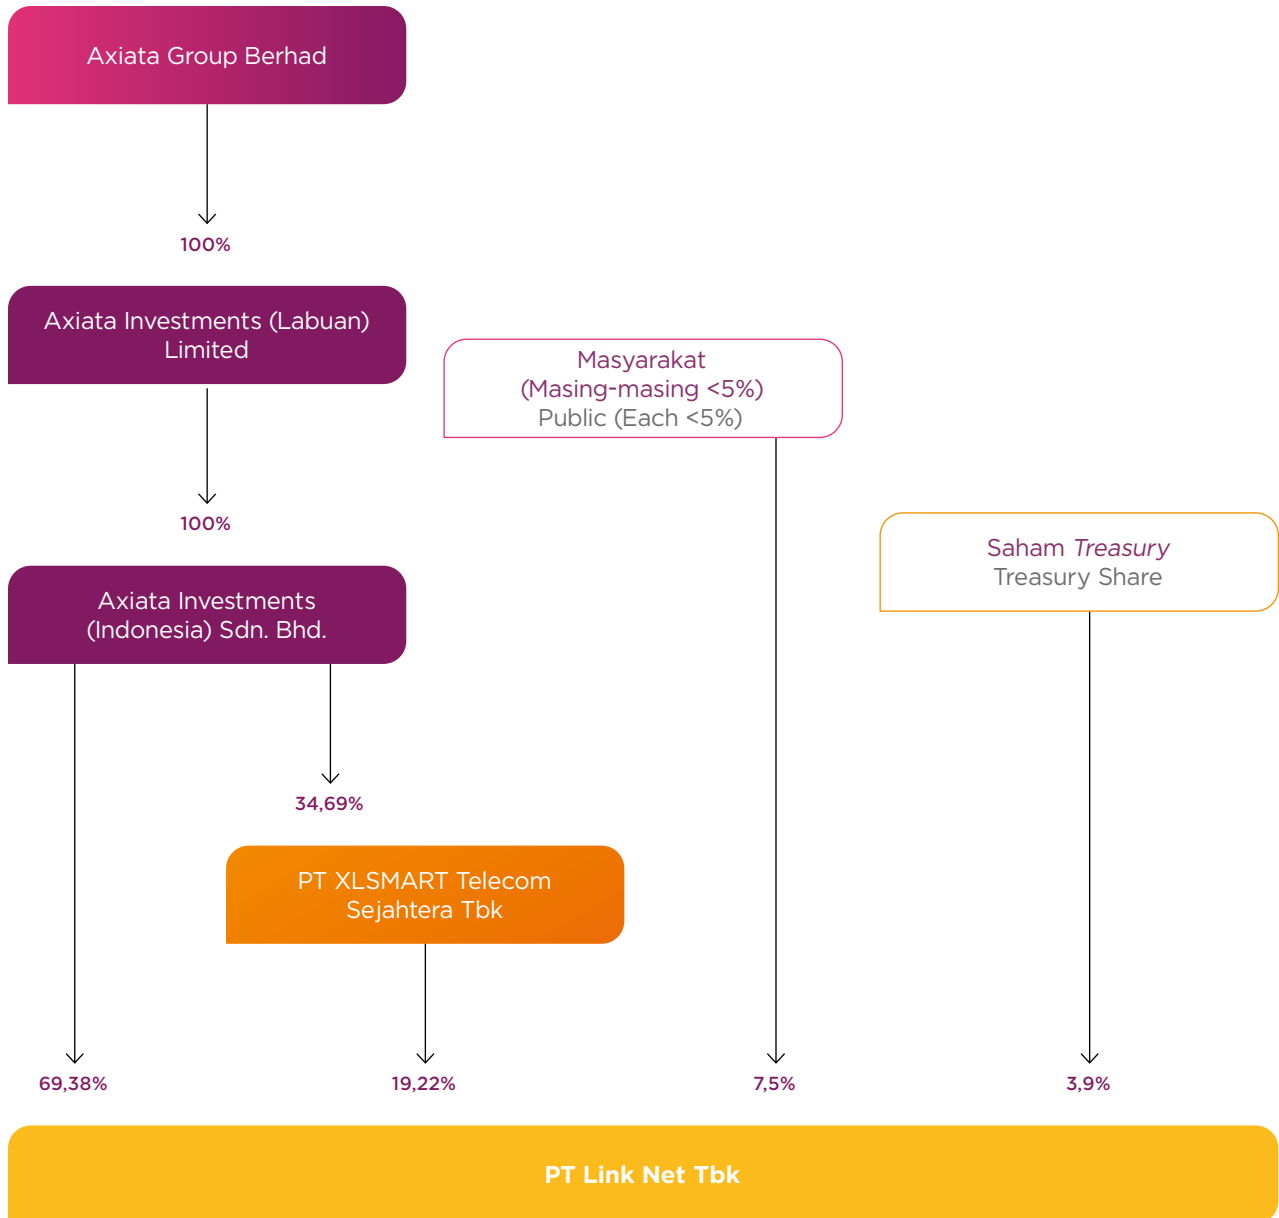 Axiata Group Berhad
100%
Axiata Investments (Labuan)
Limited
Masyarakat
(Masing-masing <5%)
Public (Each <5%)
100%
Saham Treasury
Treasury Share
Axiata Investments
(Indonesia) Sdn. Bhd.
34,69%
PT XLSMART Telecom
Sejahtera Tbk
69,38%
19,22%
7,5%
3,9%
PT Link Net Tbk